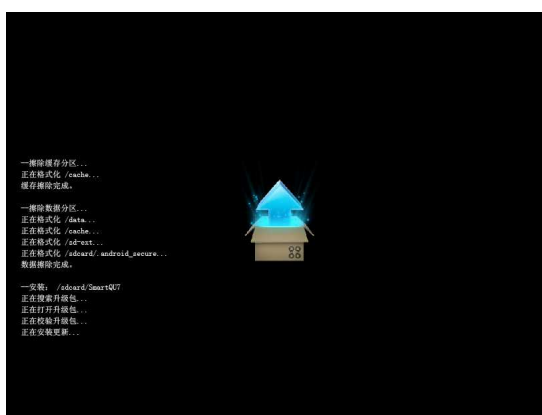 一擦除缓存分区...
正在格式化 /cache...
缓存擦除完成。
一擦除数据分区...
正在格式化 /data...
正在格式化 /cache...
正在格式化 /sd-ext...
正在格式化 /sdcard/.android_secure...
数据擦除完成。
一安装: /sdcard/SmartQU7
正在搜索升级包...
正在打开升级包...
正在校验升级包...
正在安装更新...